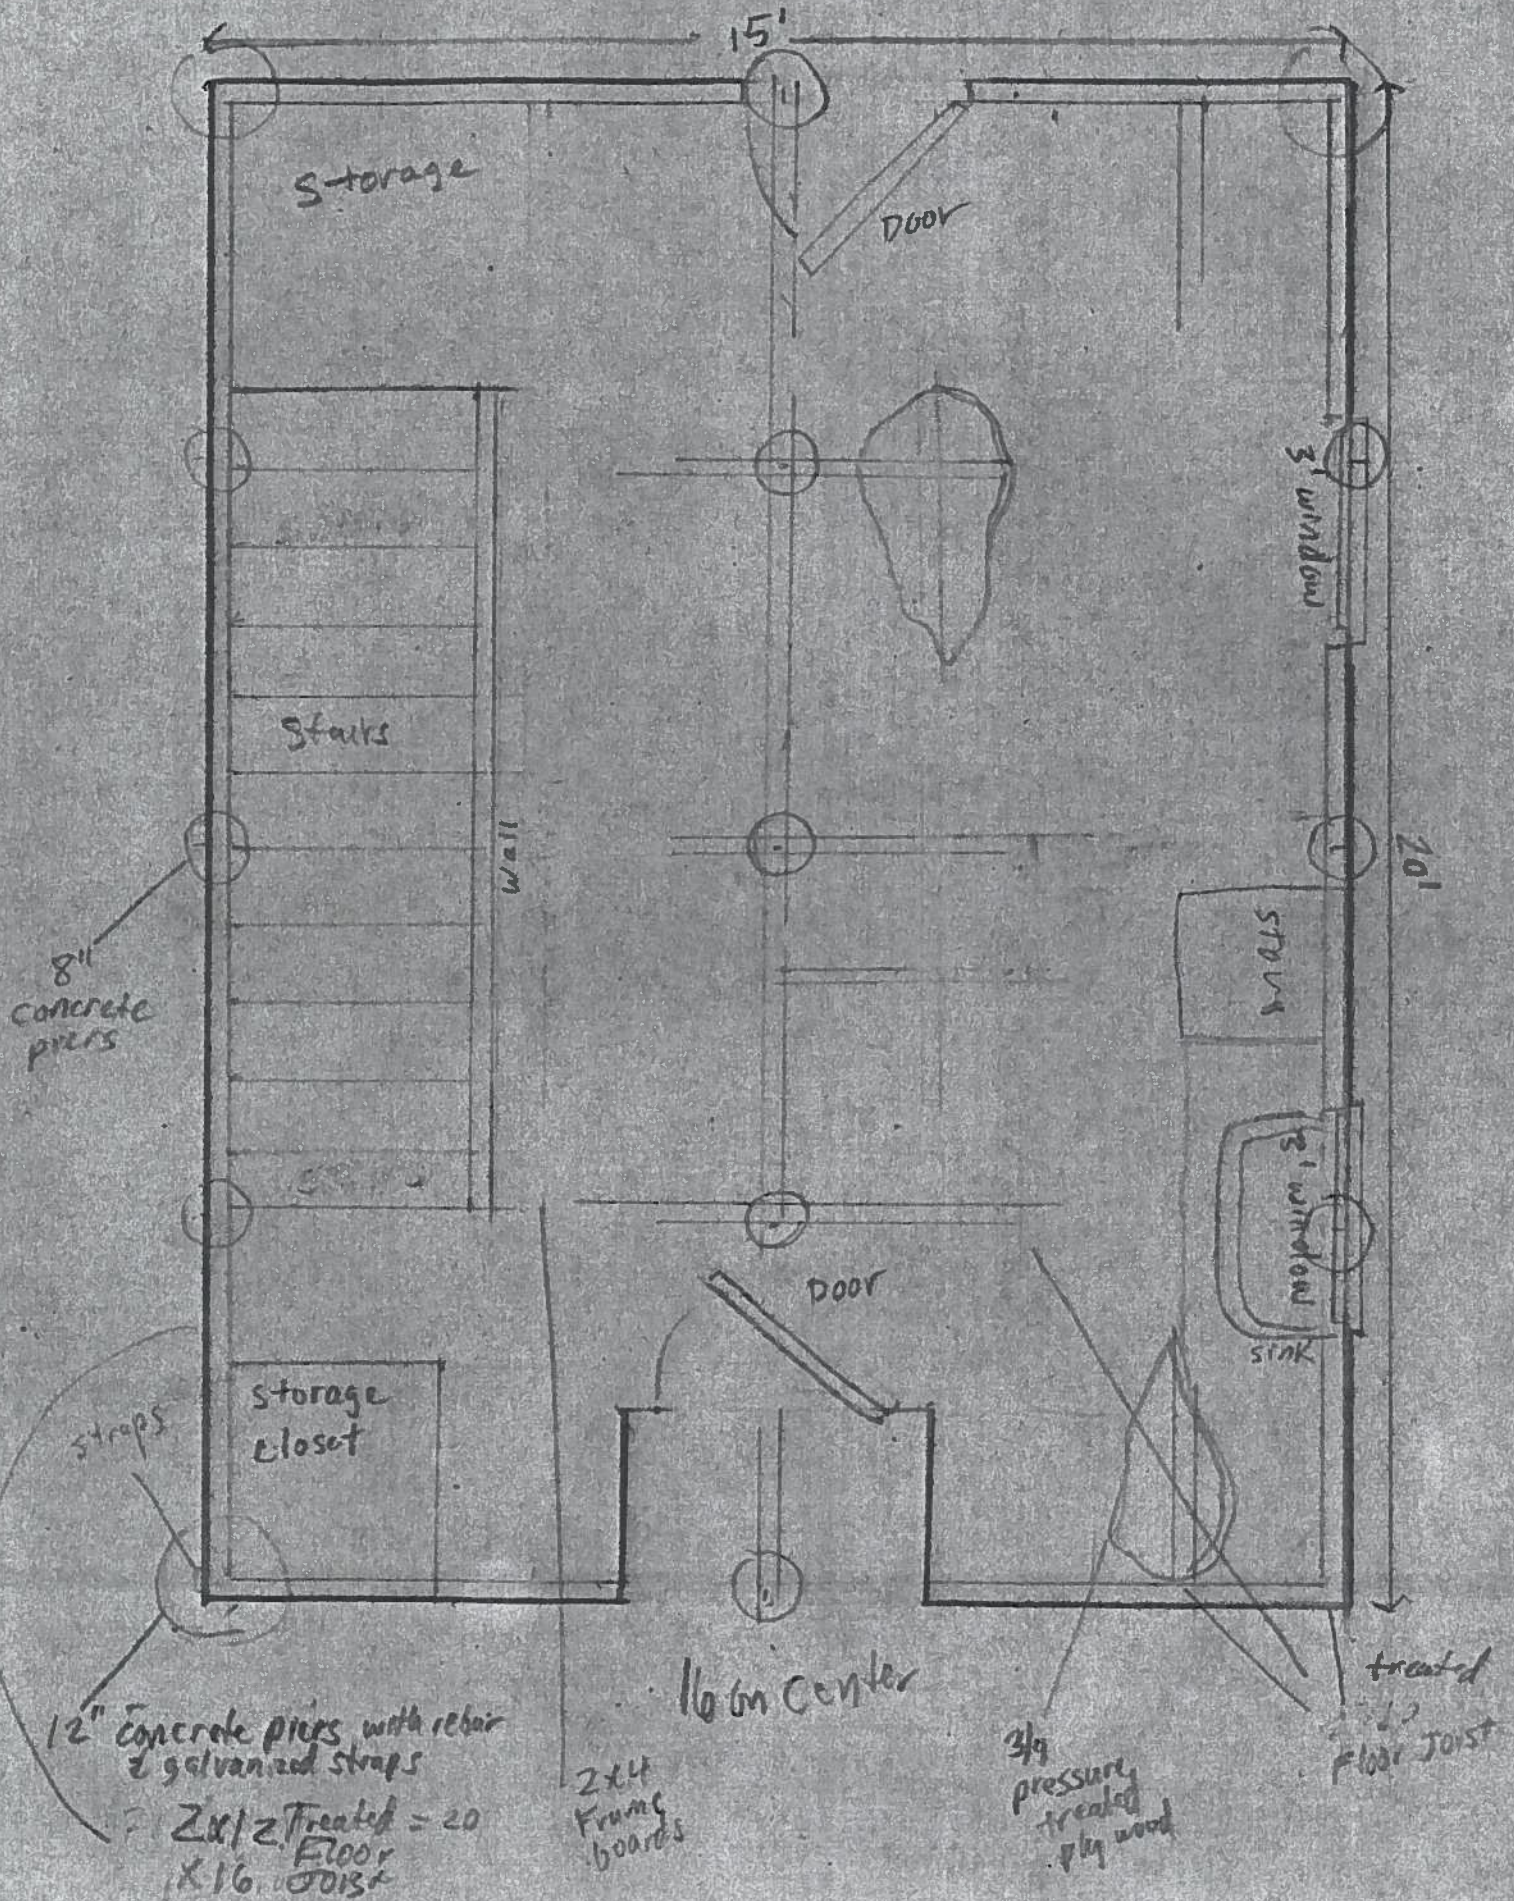 15'
Storage
Door
3' window
Stairs
Wall
20'
8"
concrete
piers
stove
3' window
Door
sink
storage
closet
straps
16 on center
treated
Floor Joist
12" concrete piers with rebar
& galvanized straps
2x12 Treated = 20
x16 Floor
Joist
2x4
Frame
boards
3/4
pressure
treated
ply wood